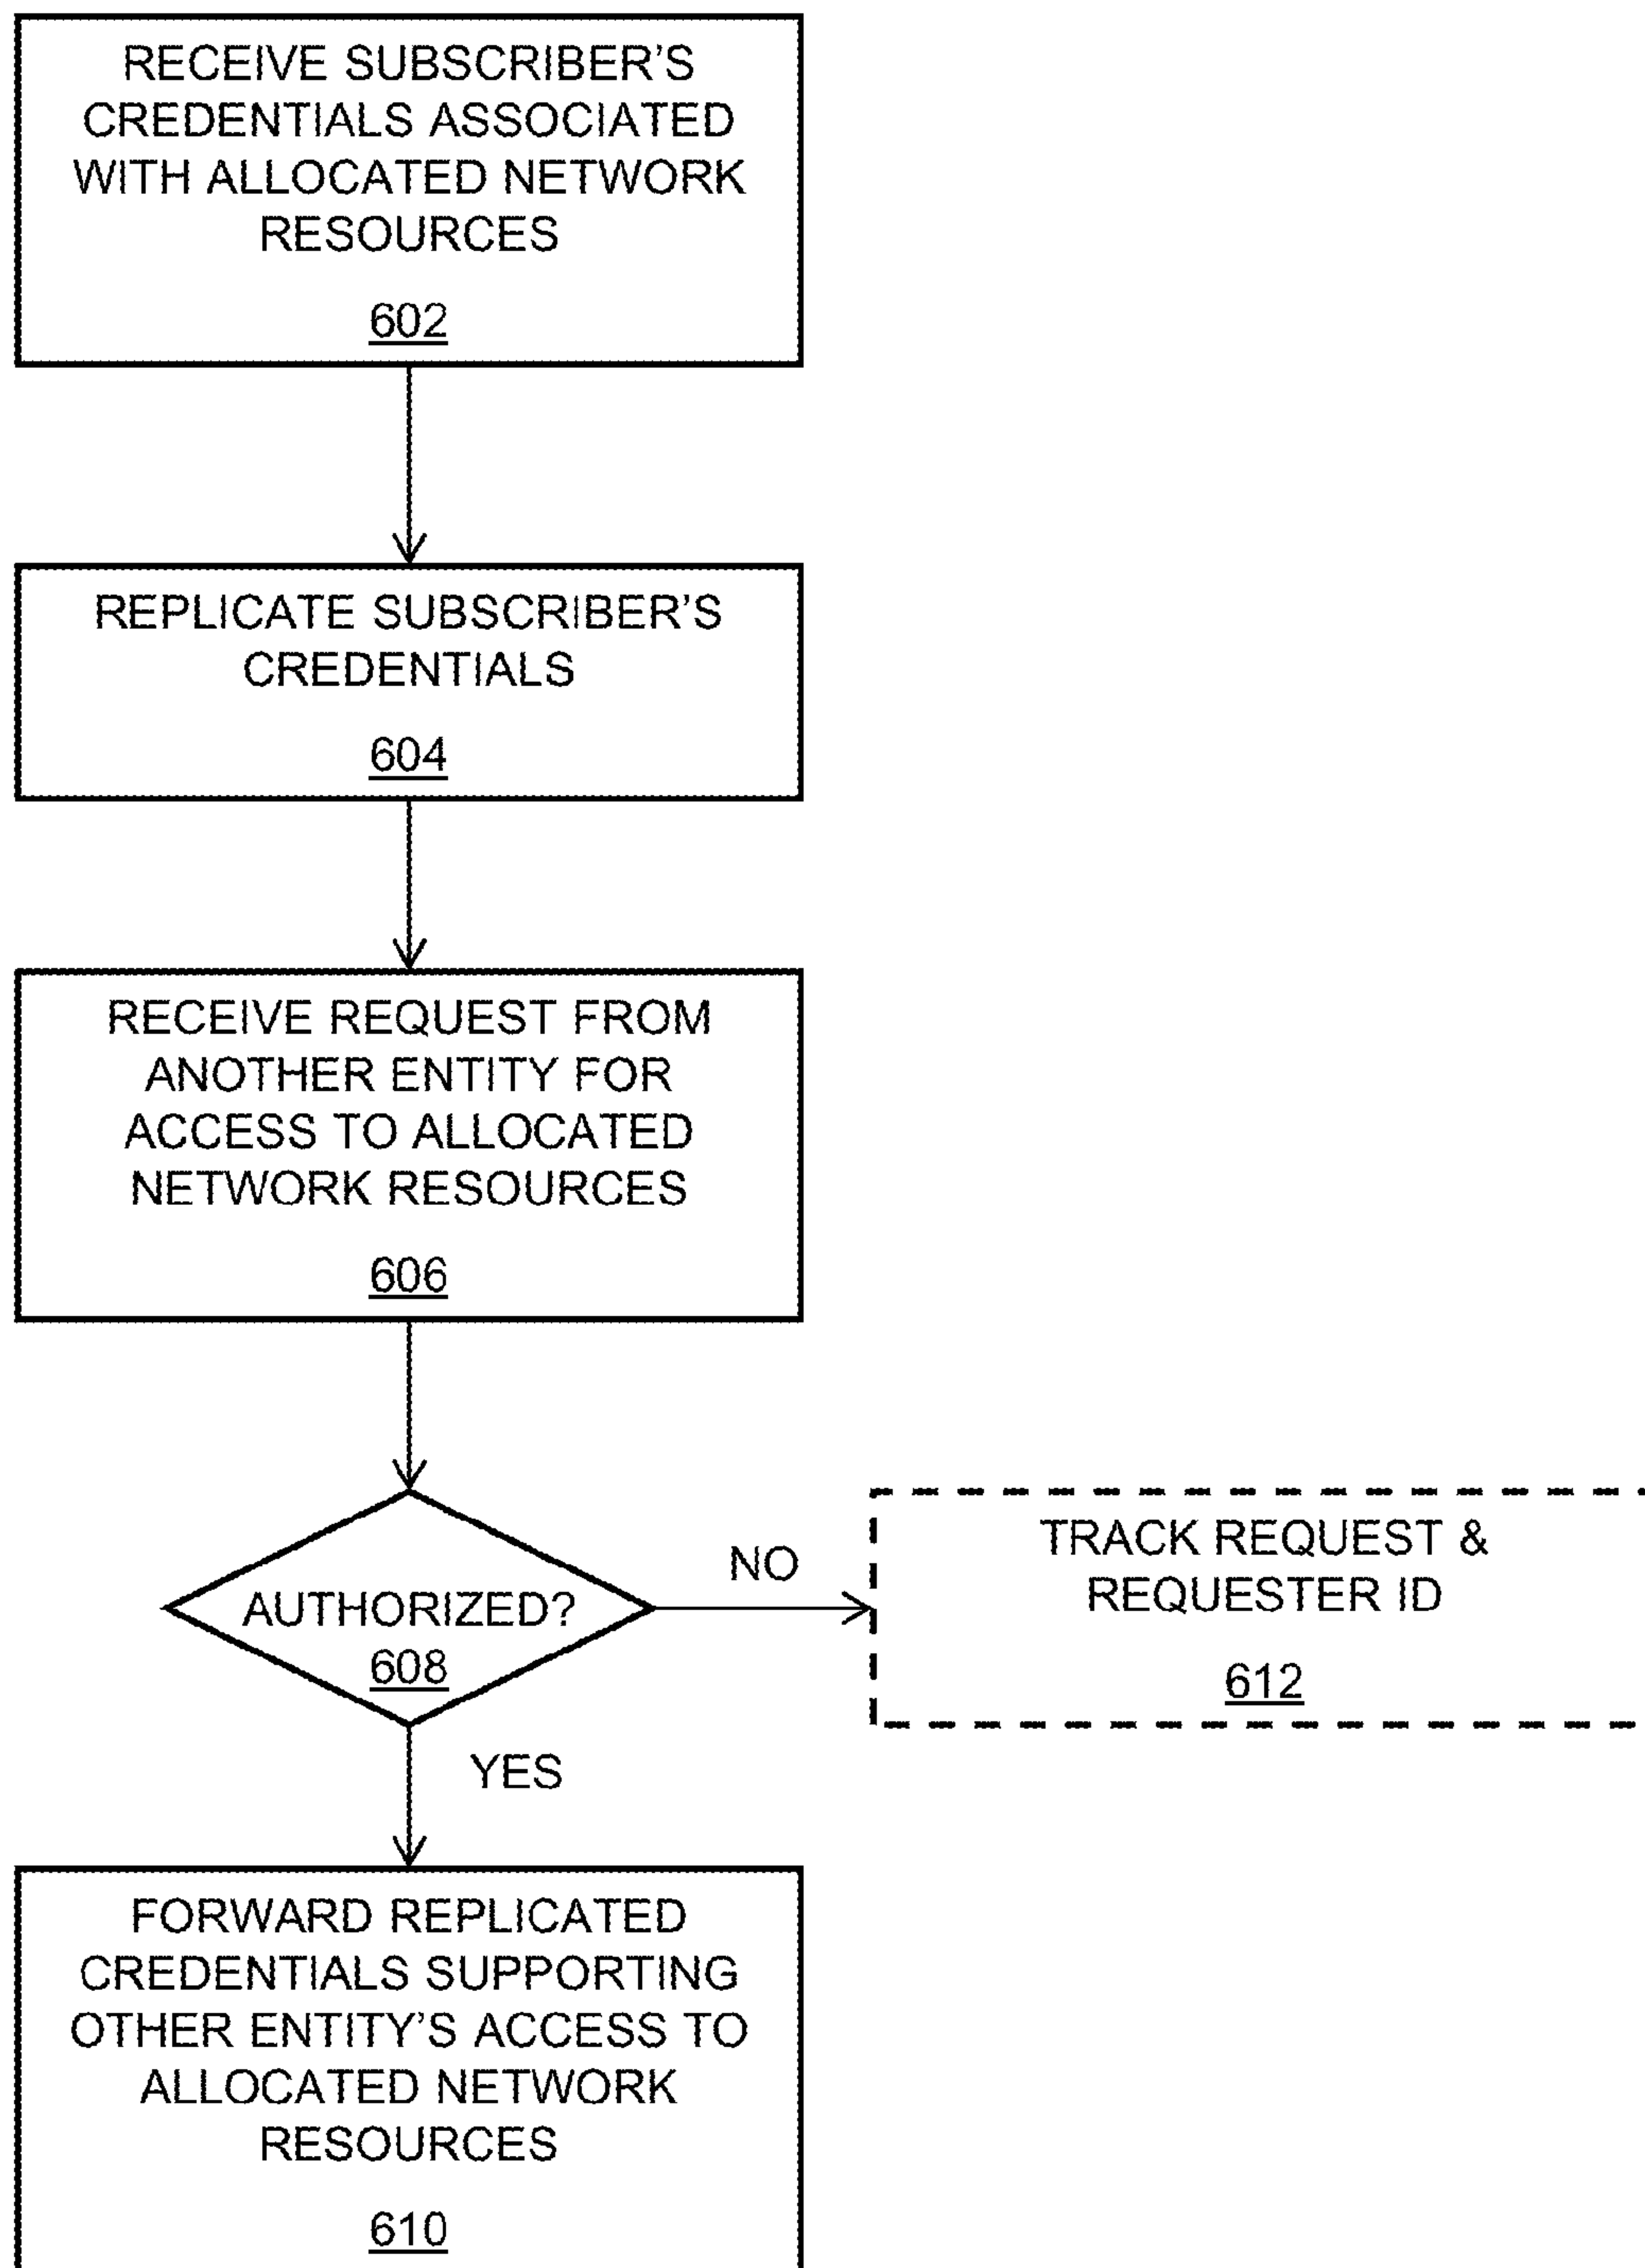 RECEIVE SUBSCRIBER'S
CREDENTIALS ASSOCIATED
WITH ALLOCATED NETWORK
RESOURCES
602
REPLICATE SUBSCRIBER'S
CREDENTIALS
604
RECEIVE REQUEST FROM
ANOTHER ENTITY FOR
ACCESS TO ALLOCATED
NETWORK RESOURCES
606
AUTHORIZED?
608
NO
TRACK REQUEST &
REQUESTER ID
612
YES
FORWARD REPLICATED
CREDENTIALS SUPPORTING
OTHER ENTITY'S ACCESS TO
ALLOCATED NETWORK
RESOURCES
610